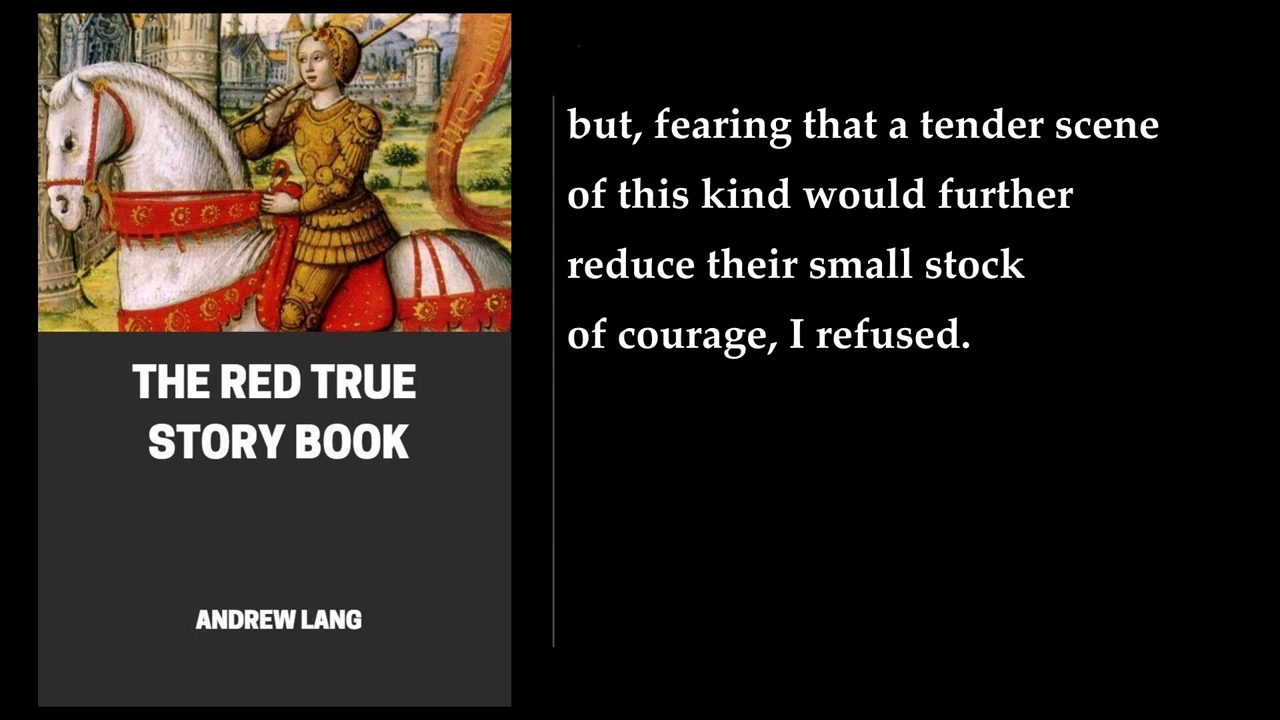 THE RED TRUE
STORY BOOK
ANDREW LANG
but, fearing that a tender scene
of this kind would further
reduce their small stock
of courage, I refused.